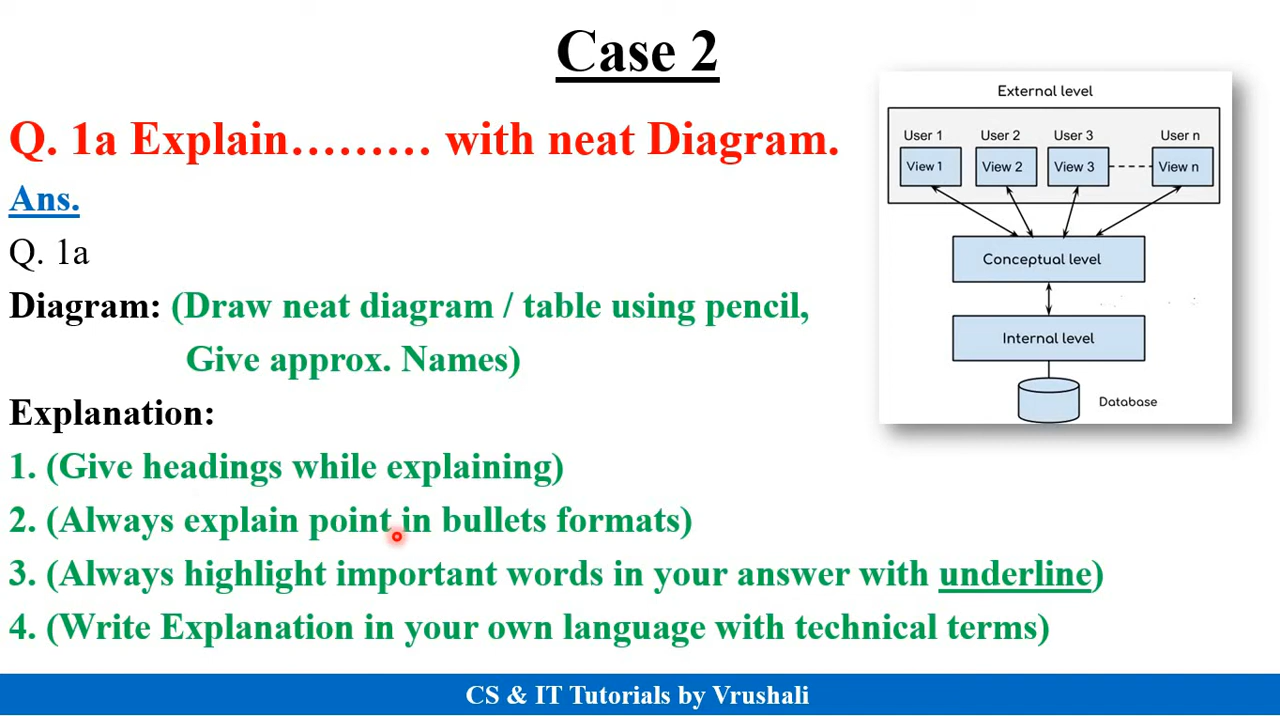 Case 2
Q. 1a Explain……… with neat Diagram.
Ans.
Q. 1a
Diagram: (Draw neat diagram / table using pencil,
Give approx. Names)
Explanation:
1. (Give headings while explaining)
2. (Always explain point in bullets formats)
3. (Always highlight important words in your answer with underline)
4. (Write Explanation in your own language with technical terms)
External level
User 1 User 2 User 3 User n
View 1 View 2 View 3 View n
Conceptual level
Internal level
Database
CS & IT Tutorials by Vrushali